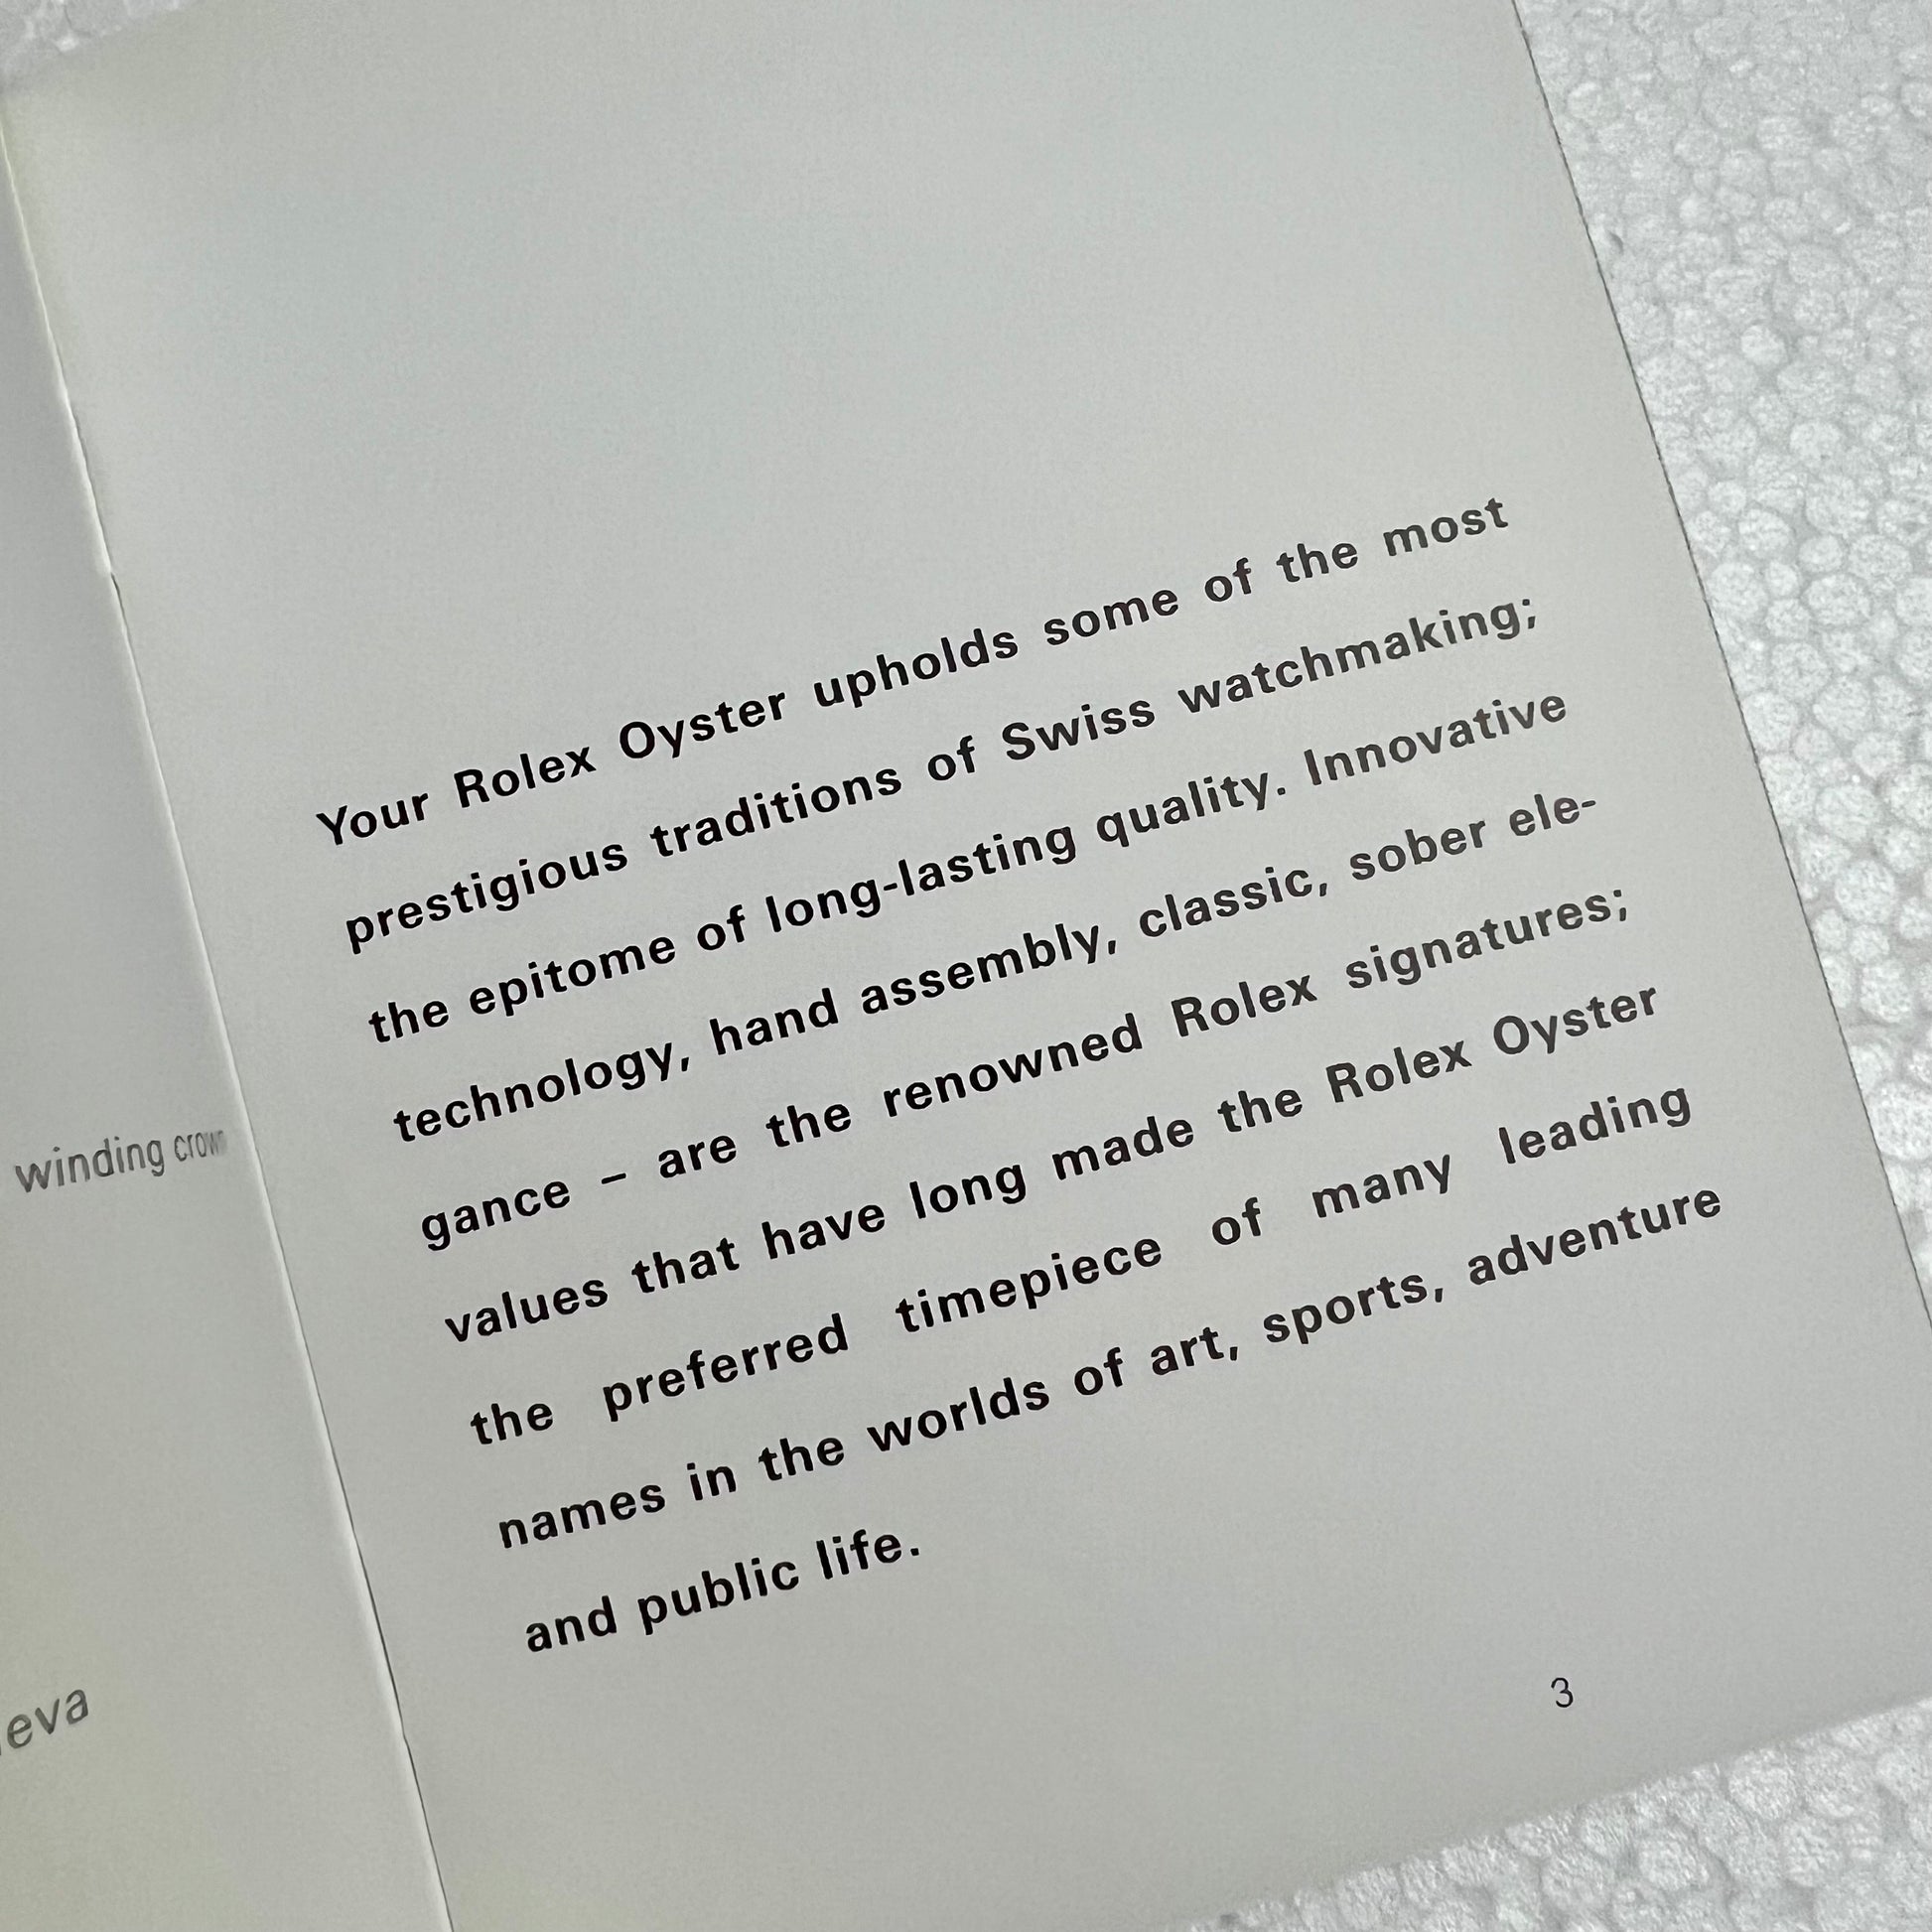 winding crown
eva
Your Rolex Oyster upholds some of the most
prestigious traditions of Swiss watchmaking;
the epitome of long-lasting quality. Innovative
technology, hand assembly, classic, sober ele-
gance – are the renowned Rolex signatures;
values that have long made the Rolex Oyster
the preferred timepiece of many leading
names in the worlds of art, sports, adventure
and public life.
3